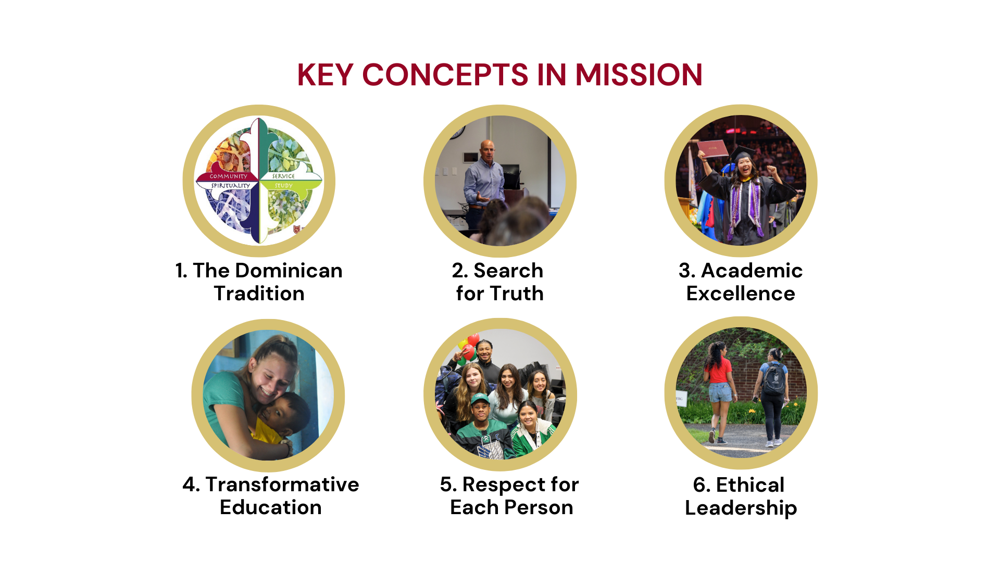 KEY CONCEPTS IN MISSION
COMMUNITY
SERVICE
SPIRITUALITY
STUDY
1. The Dominican
Tradition
2. Search
for Truth
3. Academic
Excellence
4. Transformative
Education
5. Respect for
Each Person
6. Ethical
Leadership